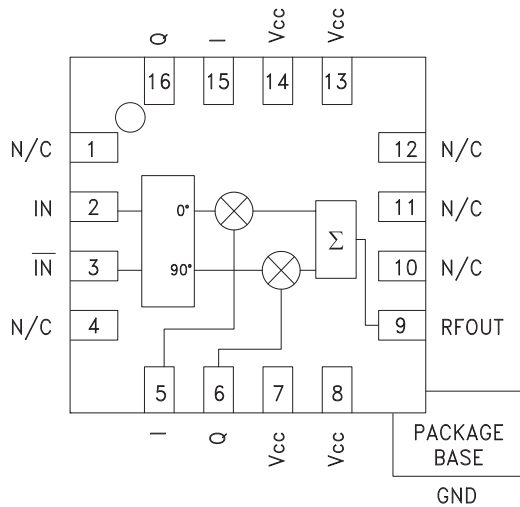 Q I Vcc Vcc
16 15 14 13
N/C 1 12 N/C
IN 2 0° 11 N/C
Σ
I̅N̅ 3 90° 10 N/C
N/C 4 9 RFOUT
5 6 7 8
I Q Vcc Vcc
PACKAGE
BASE
GND